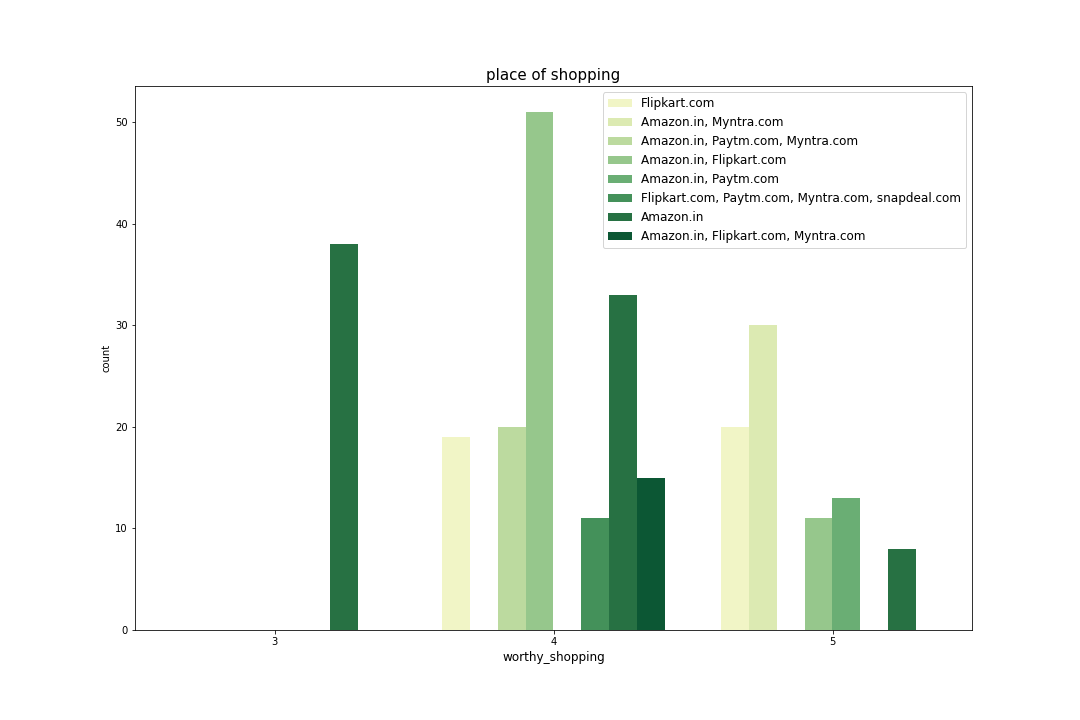 place of shopping
Flipkart.com
Amazon.in, Myntra.com
Amazon.in, Paytm.com, Myntra.com
Amazon.in, Flipkart.com
Amazon.in, Paytm.com
Flipkart.com, Paytm.com, Myntra.com, snapdeal.com
Amazon.in
Amazon.in, Flipkart.com, Myntra.com
50
40
30
20
10
0
count
3 4 5
worthy_shopping